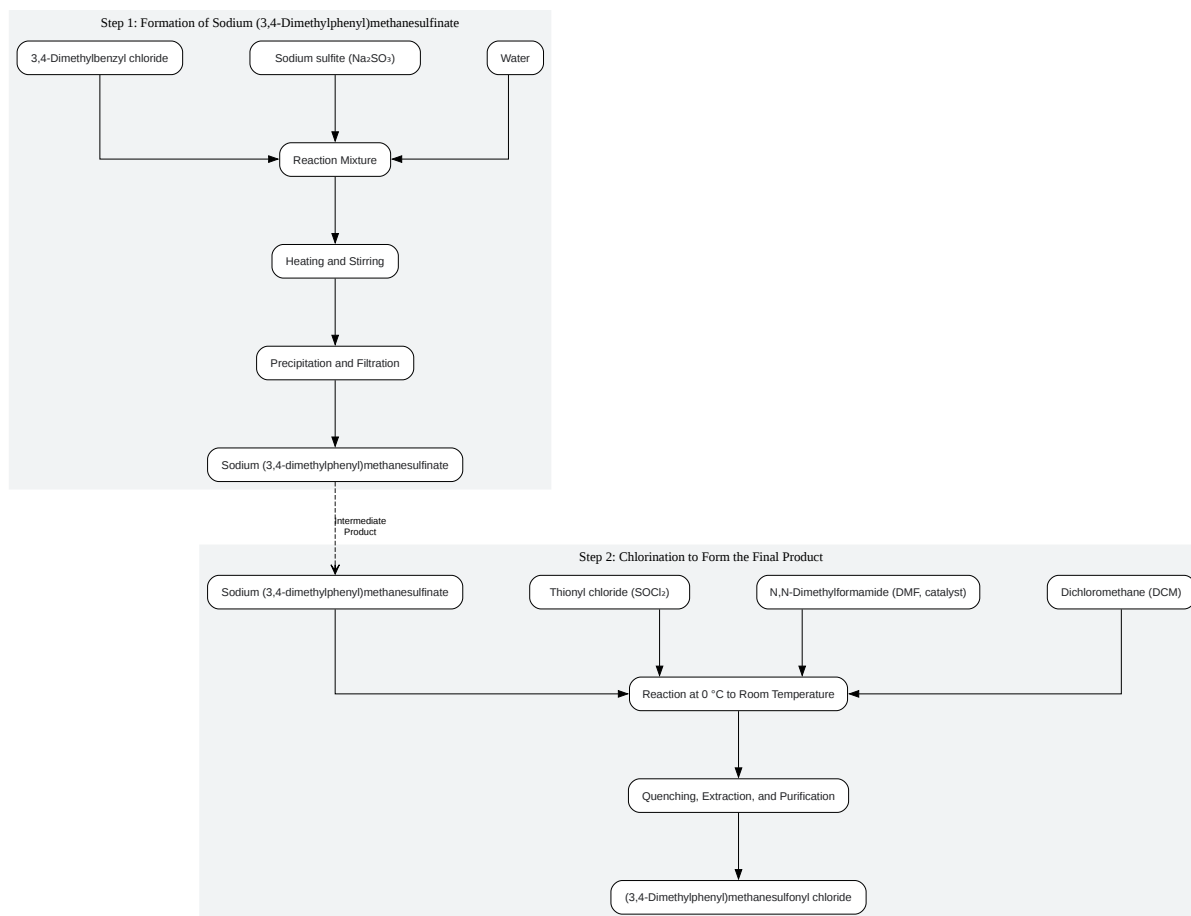 Step 1: Formation of Sodium (3,4-Dimethylphenyl)methanesulfinate
3,4-Dimethylbenzyl chloride
Sodium sulfite (Na₂SO₃)
Water
Reaction Mixture
Heating and Stirring
Precipitation and Filtration
Sodium (3,4-dimethylphenyl)methanesulfinate
Intermediate
Product
Step 2: Chlorination to Form the Final Product
Sodium (3,4-dimethylphenyl)methanesulfinate
Thionyl chloride (SOCl₂)
N,N-Dimethylformamide (DMF, catalyst)
Dichloromethane (DCM)
Reaction at 0 °C to Room Temperature
Quenching, Extraction, and Purification
(3,4-Dimethylphenyl)methanesulfonyl chloride